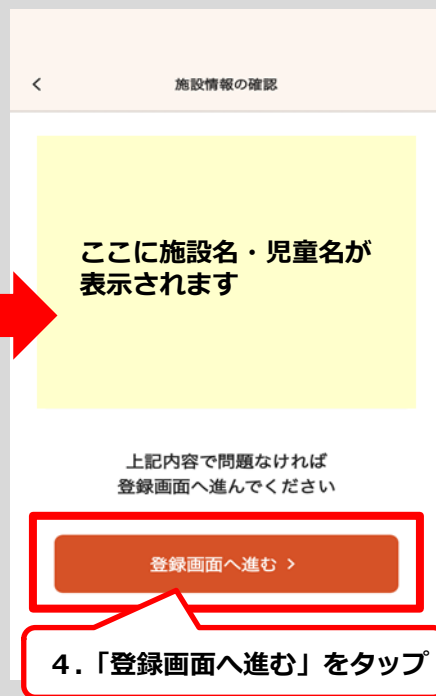 <
施設情報の確認
ここに施設名・児童名が
表示されます
上記内容で問題なければ
登録画面へ進んでください
登録画面へ進む >
4.「登録画面へ進む」をタップ